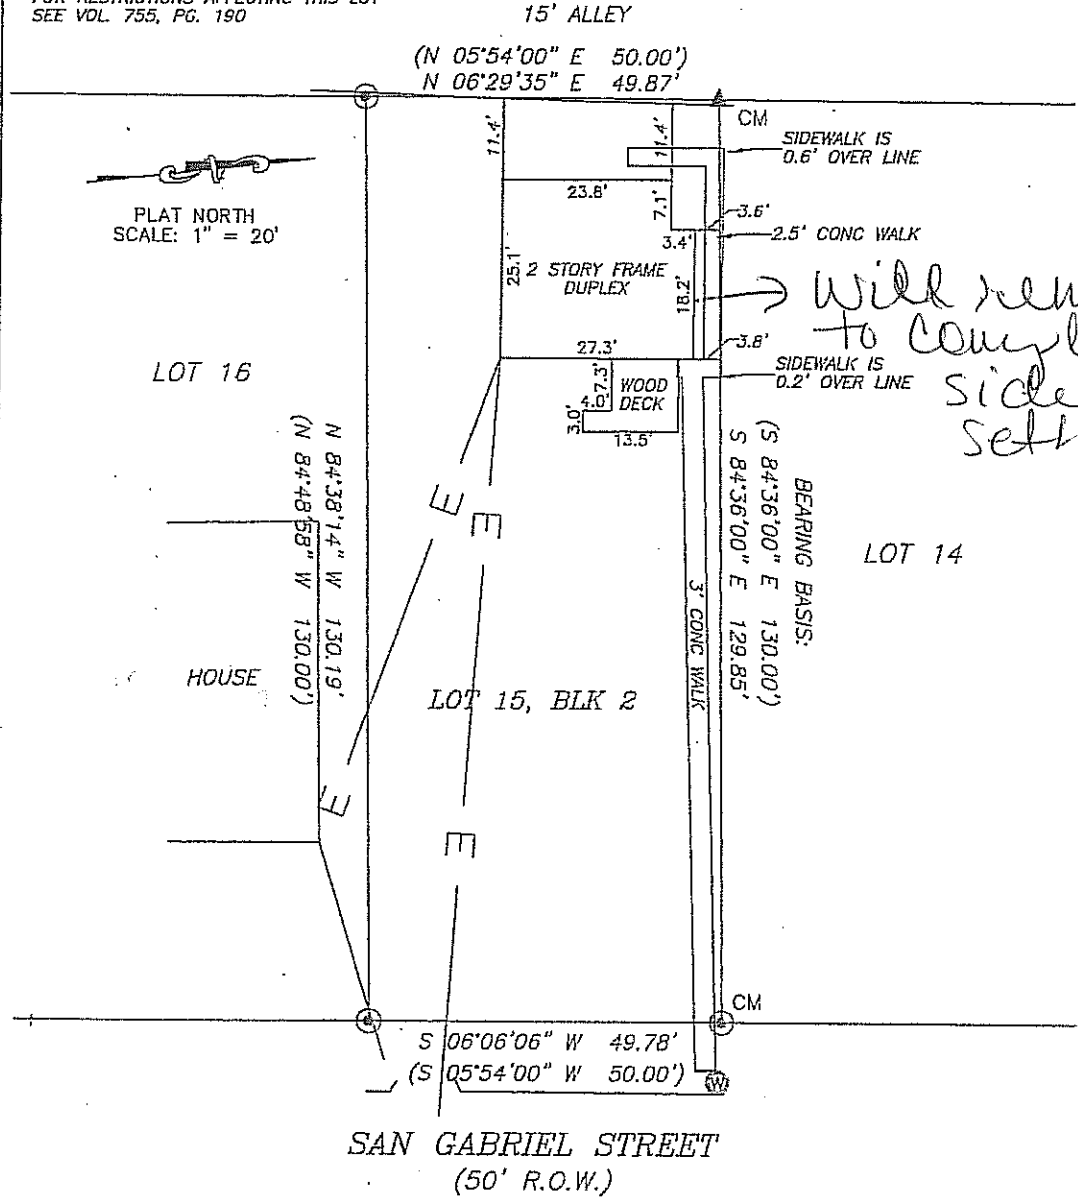 SEE VOL. 755, PG. 190
15' ALLEY
(N 05°54'00" E 50.00')
N 06°29'35" E 49.87'
CM
SIDEWALK IS
0.6' OVER LINE
11.4'
11.4'
PLAT NORTH
SCALE: 1" = 20'
23.8'
7.1'
3.6'
3.4'
2.5' CONC WALK
25.1'
2 STORY FRAME
DUPLEX
18.2'
Will
to
side
27.3'
3.8'
SIDEWALK IS
0.2' OVER LINE
LOT 16
7.3'
WOOD
DECK
4.0'
3.0'
13.5'
N 84°38'14" W 130.19'
(N 84°48'58" W 130.00')
BEARING BASIS:
(S 84°36'00" E 130.00')
S 84°36'00" E 129.85'
LOT 14
E
E
3' CONC WALK
HOUSE
LOT 15, BLK 2
E
E
CM
S 06°06'06" W 49.78'
(S 05°54'00" W 50.00')
W
SAN GABRIEL STREET
(50' R.O.W.)